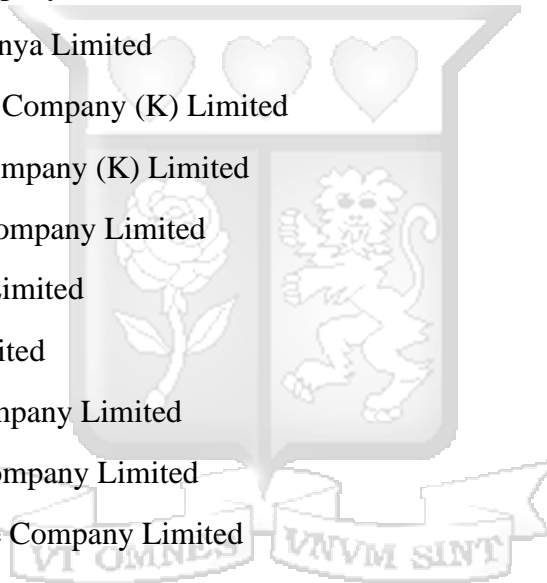 nya Limited
Company (K) Limited
mpany (K) Limited
ompany Limited
Limited
ited
mpany Limited
ompany Limited
Company Limited
VT OMNES VNVM SINT